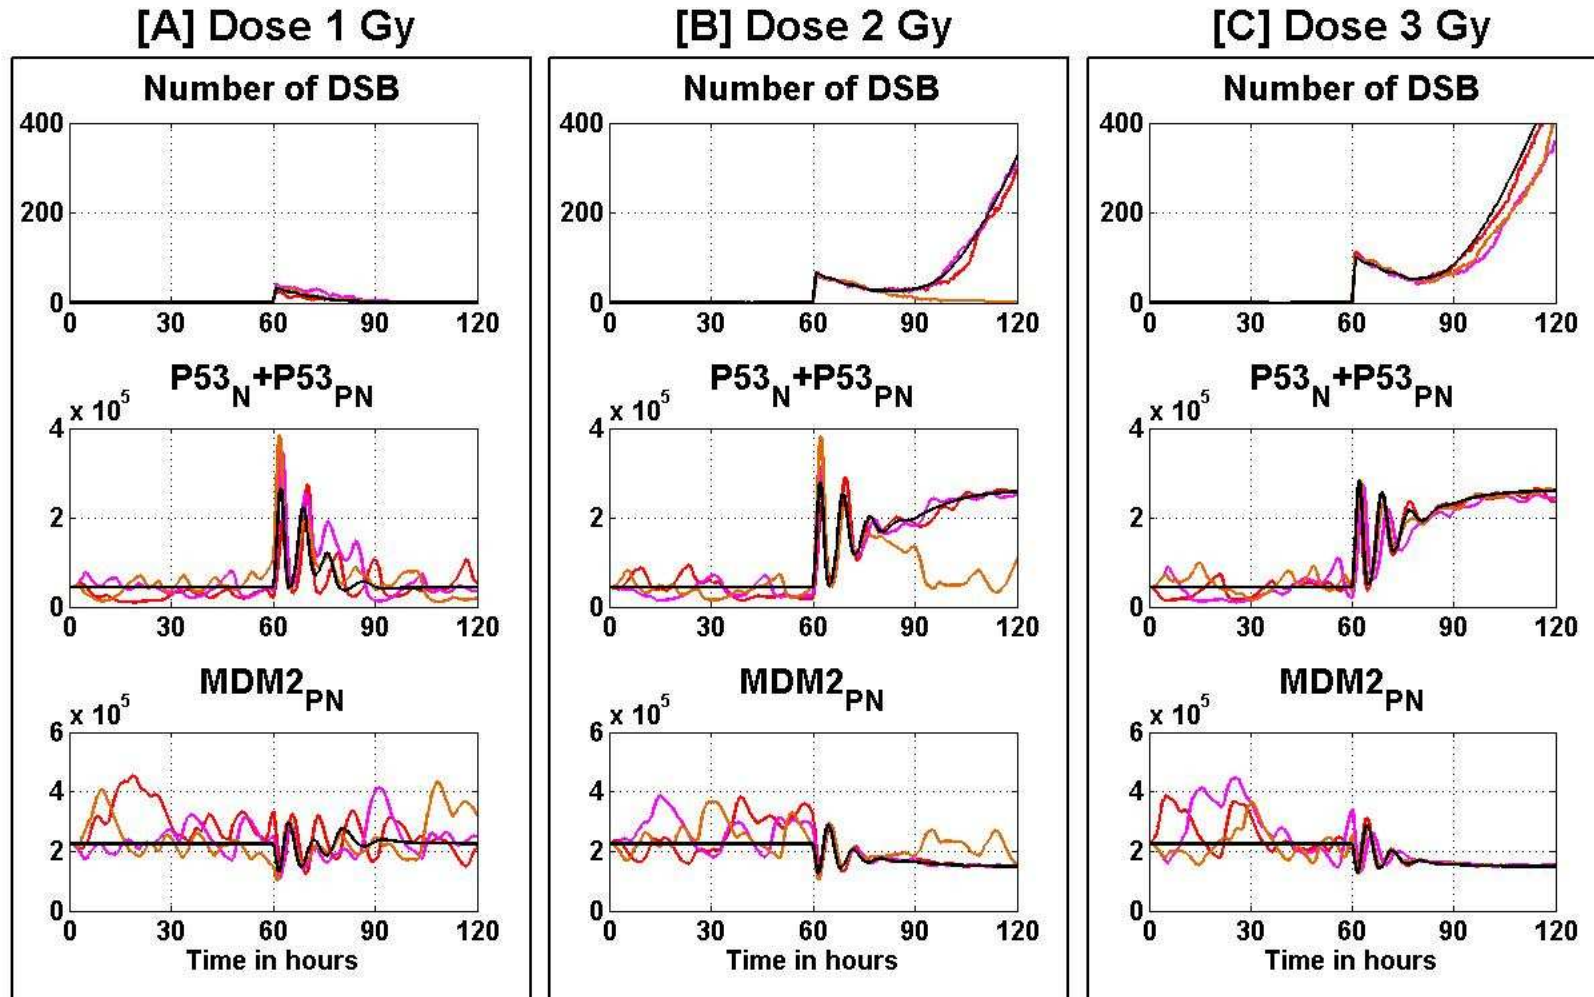 [A] Dose 1 Gy
Number of DSB
400
200
0
0 30 60 90 120
P53N+P53PN
x 10^5
4
2
0
0 30 60 90 120
MDM2PN
x 10^5
6
4
2
0
0 30 60 90 120
Time in hours
[B] Dose 2 Gy
Number of DSB
400
200
0
0 30 60 90 120
P53N+P53PN
x 10^5
4
2
0
0 30 60 90 120
MDM2PN
x 10^5
6
4
2
0
0 30 60 90 120
Time in hours
[C] Dose 3 Gy
Number of DSB
400
200
0
0 30 60 90 120
P53N+P53PN
x 10^5
4
2
0
0 30 60 90 120
MDM2PN
x 10^5
6
4
2
0
0 30 60 90 120
Time in hours